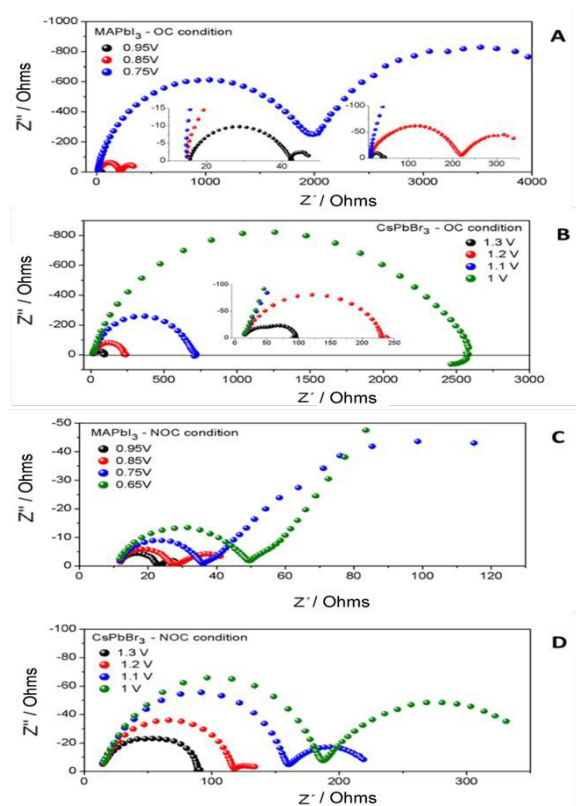 MAPbI3 - OC condition
A
0.95V
0.85V
0.75V
-1000
-800
-600
-400
-200
0
Z'' / Ohms
-15
-10
-5
0
20
40
-100
-50
0
100
200
300
0
1000
2000
3000
4000
Z´ / Ohms
CsPbBr3 - OC condition
B
1.3 V
1.2 V
1.1 V
1 V
-800
-600
-400
-200
0
Z'' / Ohms
-100
-50
0
0
50
100
150
200
240
0
500
1000
1500
2000
2500
3000
Z´ / Ohms
MAPbI3 - NOC condition
C
0.95V
0.85V
0.75V
0.65V
-50
-40
-30
-20
-10
0
Z'' / Ohms
0
20
40
60
80
100
120
Z´ / Ohms
CsPbBr3 - NOC condition
D
1.3 V
1.2 V
1.1 V
1 V
-100
-80
-60
-40
-20
0
Z'' / Ohms
0
100
200
300
Z´ / Ohms